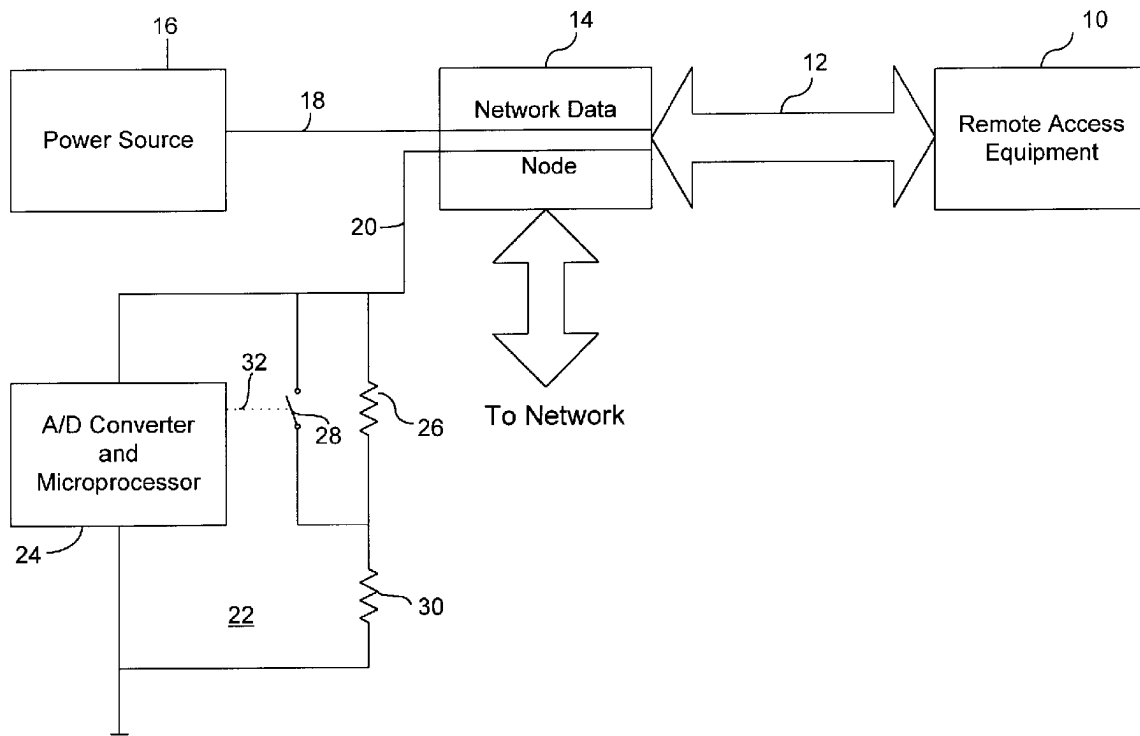 16
14
10
12
18
Power Source
Network Data
Node
Remote Access
Equipment
20
32
28
26
To Network
A/D Converter
and
Microprocessor
24
22
30